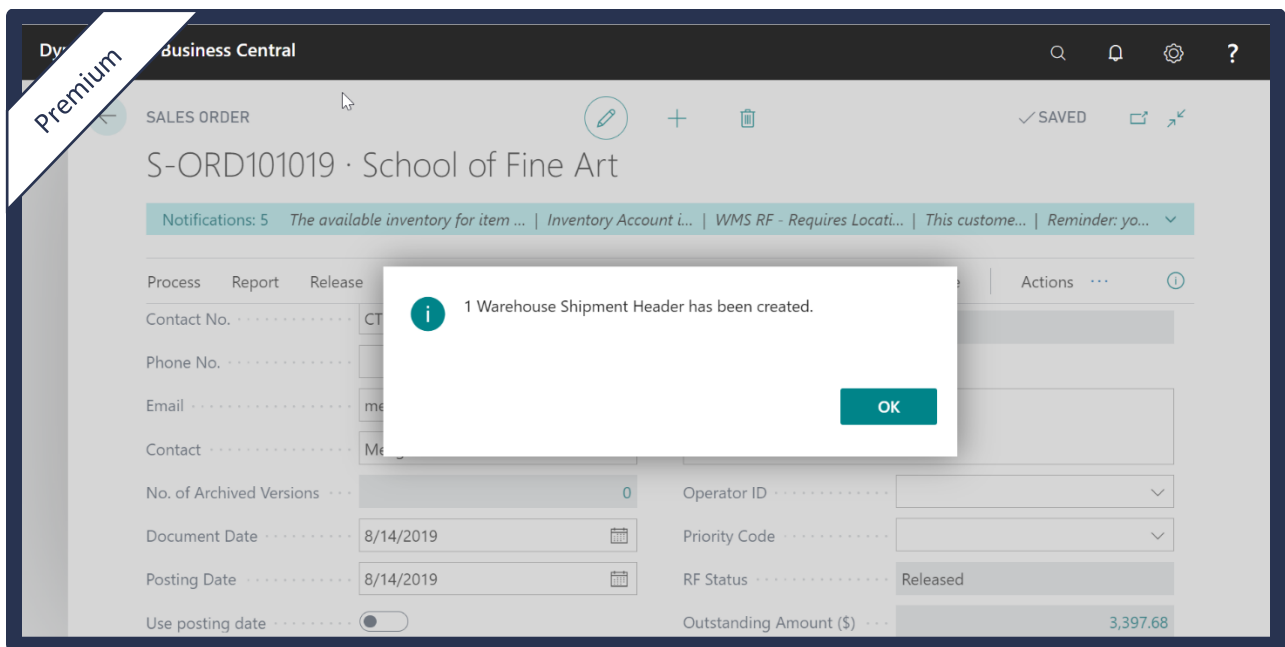 Premium
Business Central
?
SALES ORDER
SAVED
S-ORD101019 · School of Fine Art
Notifications: 5 The available inventory for item ... | Inventory Account i... | WMS RF - Requires Locati... | This custome... | Reminder: yo...
Process Report Release Actions ...
1 Warehouse Shipment Header has been created.
OK
Contact No. CT
Phone No.
Email me
Contact
No. of Archived Versions 0
Operator ID
Document Date 8/14/2019
Priority Code
Posting Date 8/14/2019
RF Status Released
Use posting date
Outstanding Amount ($) 3,397.68